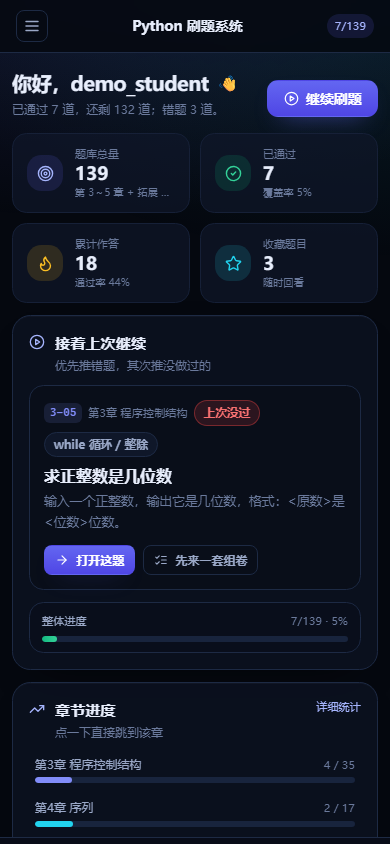 Python 刷题系统
7/139
你好，demo_student 👋
已通过 7 道，还剩 132 道；错题 3 道。
继续刷题
题库总量
139
第 3~5 章 + 拓展 ...
已通过
7
覆盖率 5%
累计作答
18
通过率 44%
收藏题目
3
随时回看
接着上次继续
优先推错题，其次推没做过的
3-05 第3章 程序控制结构 上次没过
while 循环 / 整除
求正整数是几位数
输入一个正整数，输出它是几位数，格式：<原数>是
<位数>位数。
打开这题
先来一套组卷
整体进度 7/139 · 5%
章节进度
详细统计
点一下直接跳到该章
第3章 程序控制结构 4 / 35
第4章 序列 2 / 17